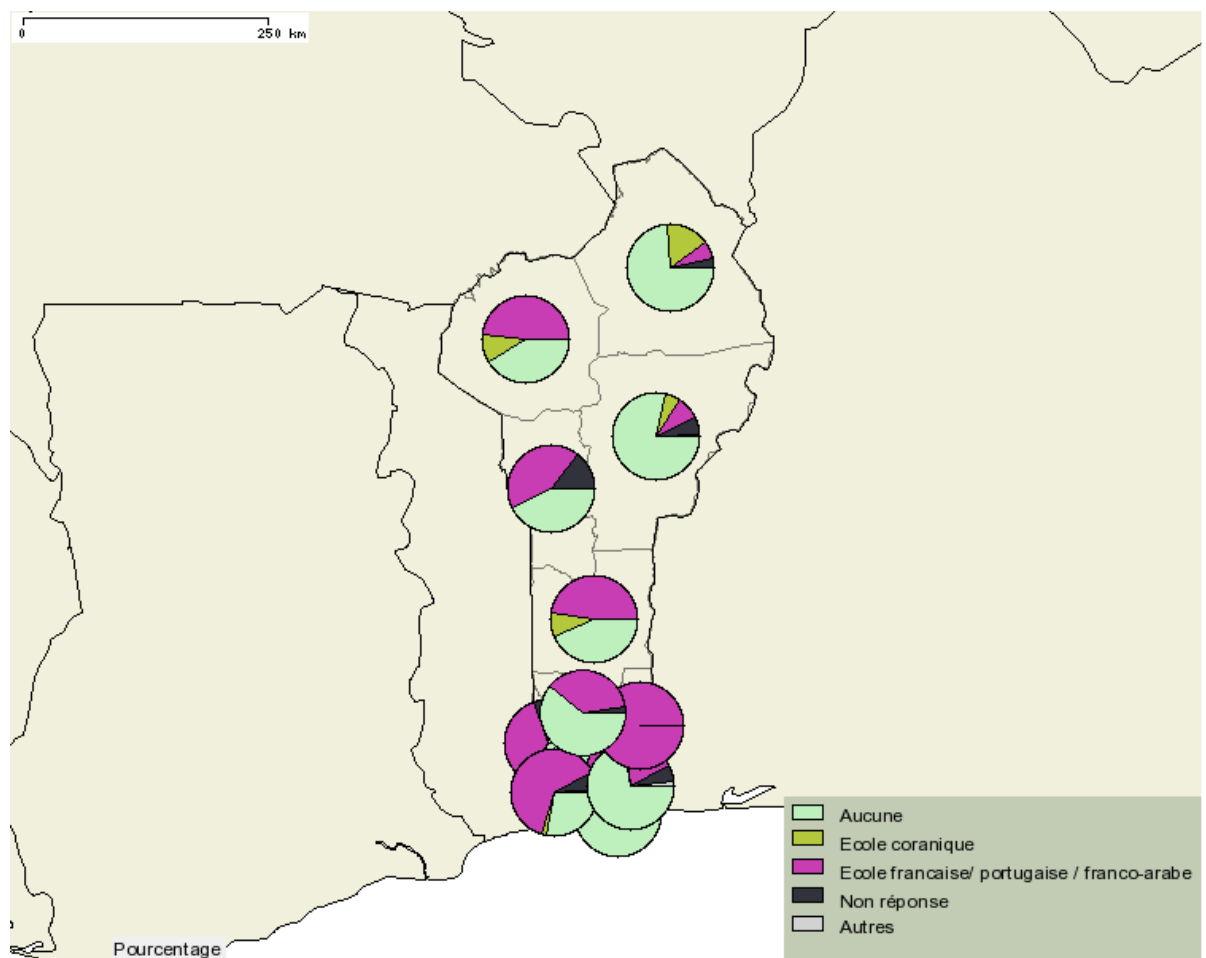 0 250 km
Aucune
Ecole coranique
Ecole francaise/ portugaise / franco-arabe
Non réponse
Autres
Pourcentage